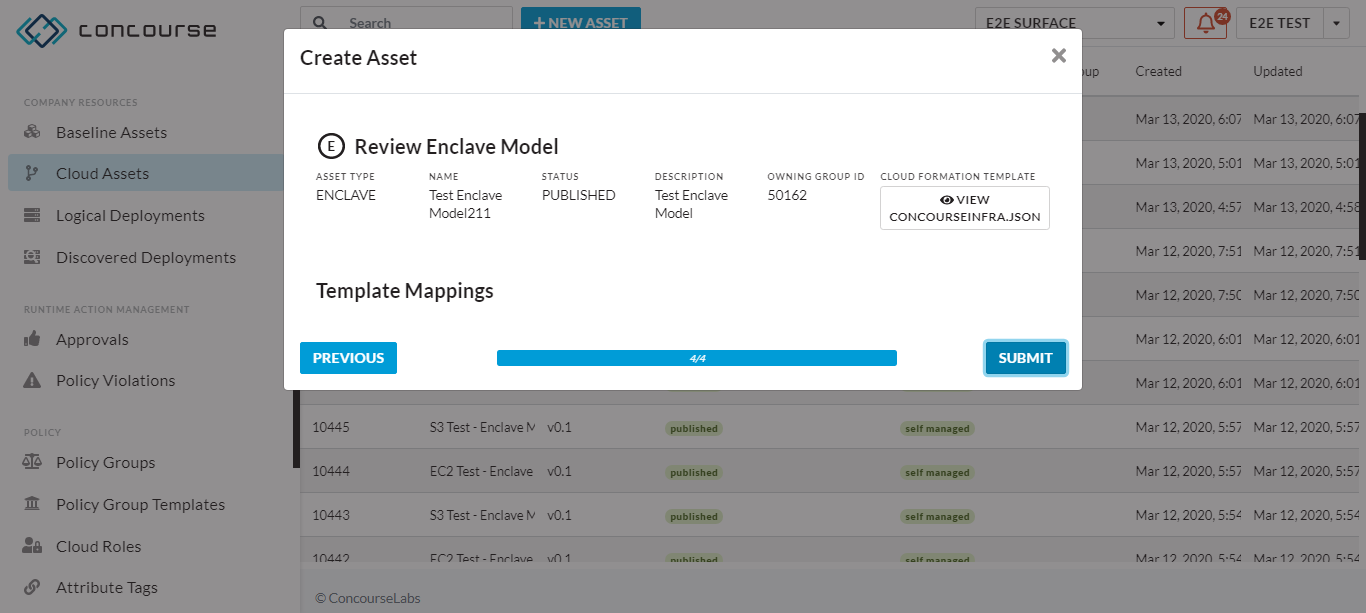 concourse
Search
+ NEW ASSET
E2E SURFACE
24
E2E TEST
Create Asset
×
oup
Created
Updated
COMPANY RESOURCES
Baseline Assets
Cloud Assets
Logical Deployments
Discovered Deployments
RUNTIME ACTION MANAGEMENT
Approvals
Policy Violations
POLICY
Policy Groups
Policy Group Templates
Cloud Roles
Attribute Tags
E Review Enclave Model
ASSET TYPE
ENCLAVE
NAME
Test Enclave
Model211
STATUS
PUBLISHED
DESCRIPTION
Test Enclave
Model
OWNING GROUP ID
50162
CLOUD FORMATION TEMPLATE
VIEW
CONCOURSEINFRA.JSON
Template Mappings
PREVIOUS
4/4
SUBMIT
Mar 13, 2020, 6:07 Mar 13, 2020, 6:07
Mar 13, 2020, 5:01 Mar 13, 2020, 5:01
Mar 13, 2020, 4:57 Mar 13, 2020, 4:58
Mar 12, 2020, 7:51 Mar 12, 2020, 7:51
Mar 12, 2020, 7:50 Mar 12, 2020, 7:50
Mar 12, 2020, 6:01 Mar 12, 2020, 6:01
Mar 12, 2020, 6:01 Mar 12, 2020, 6:01
10445 S3 Test - Enclave M v0.1 published self managed Mar 12, 2020, 5:57 Mar 12, 2020, 5:57
10444 EC2 Test - Enclave v0.1 published self managed Mar 12, 2020, 5:57 Mar 12, 2020, 5:57
10443 S3 Test - Enclave M v0.1 published self managed Mar 12, 2020, 5:54 Mar 12, 2020, 5:54
10442 EC2 Test - Enclave v0.1 published self managed Mar 12, 2020, 5:54 Mar 12, 2020, 5:54
© ConcourseLabs